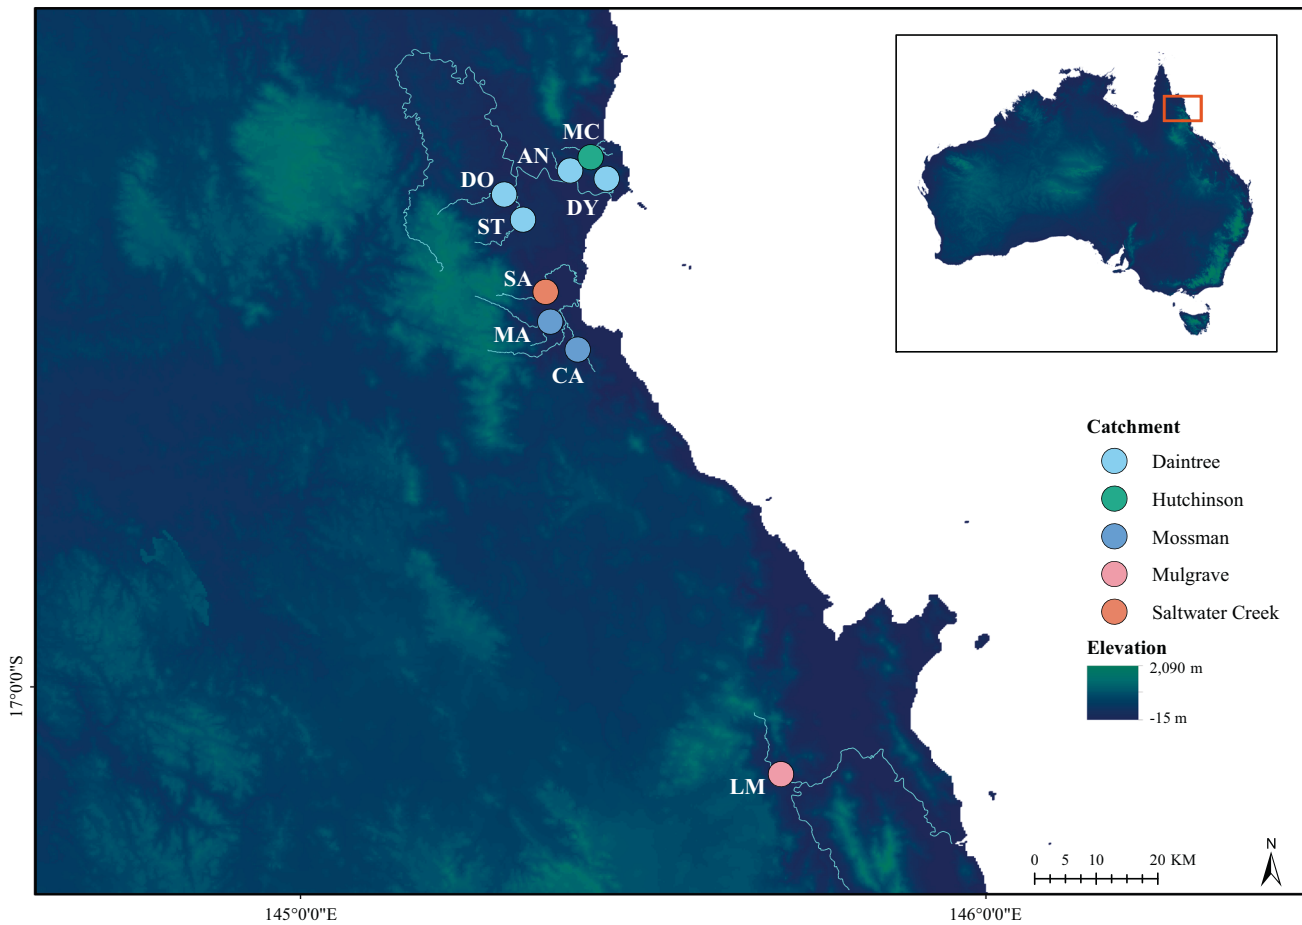 MC
AN
DO
DY
ST
SA
MA
CA
LM
Catchment
Daintree
Hutchinson
Mossman
Mulgrave
Saltwater Creek
Elevation
2,090 m
-15 m
17°0'0"S
0 5 10 20 KM
N
145°0'0"E 146°0'0"E